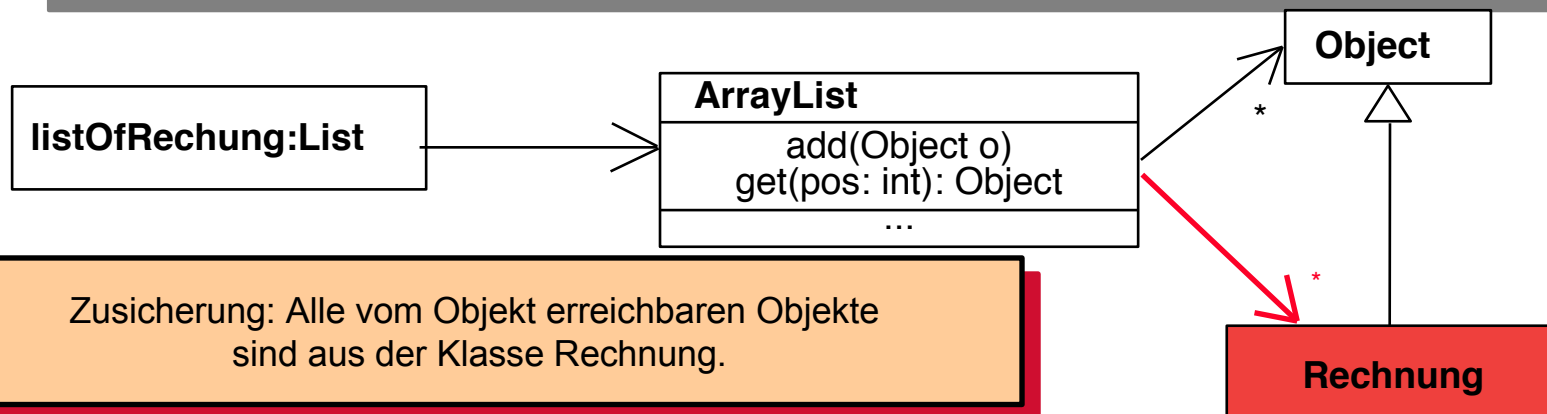 Object
*
listOfRechung:List
ArrayList
add(Object o)
get(pos: int): Object
...
*
Zusicherung: Alle vom Objekt erreichbaren Objekte
sind aus der Klasse Rechnung.
Rechnung